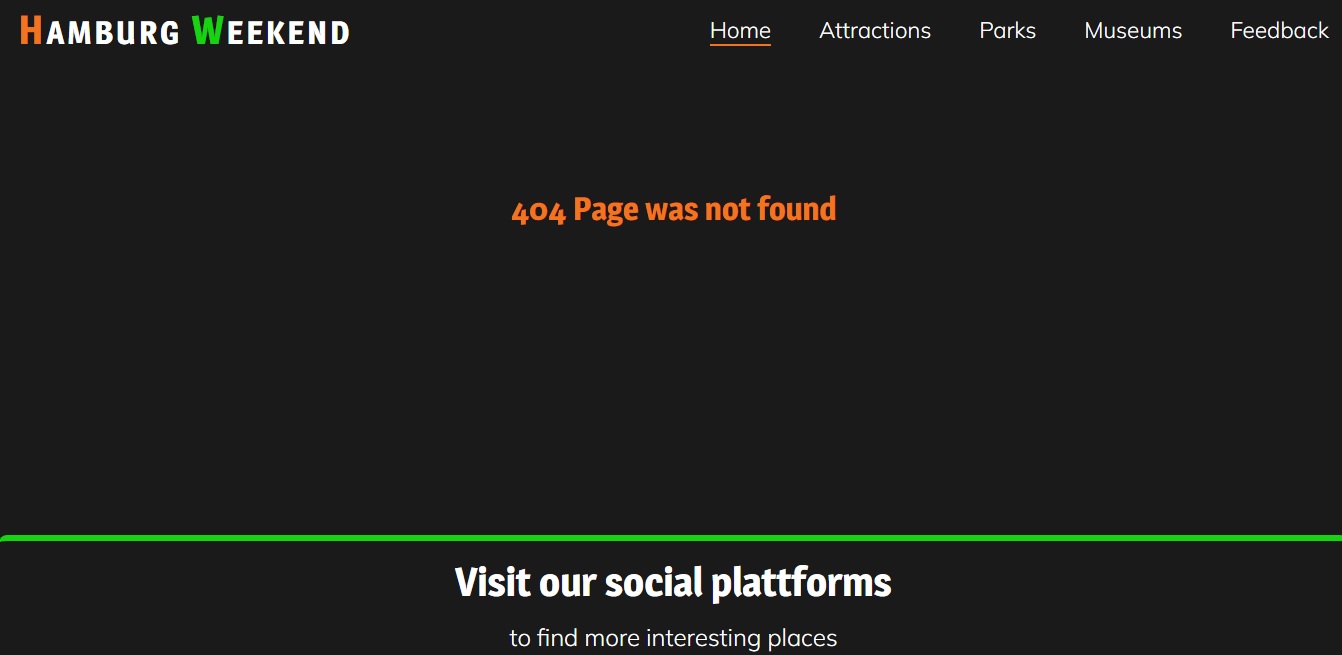 HAMBURG WEEKEND Home Attractions Parks Museums Feedback
404 Page was not found
Visit our social plattforms
to find more interesting places